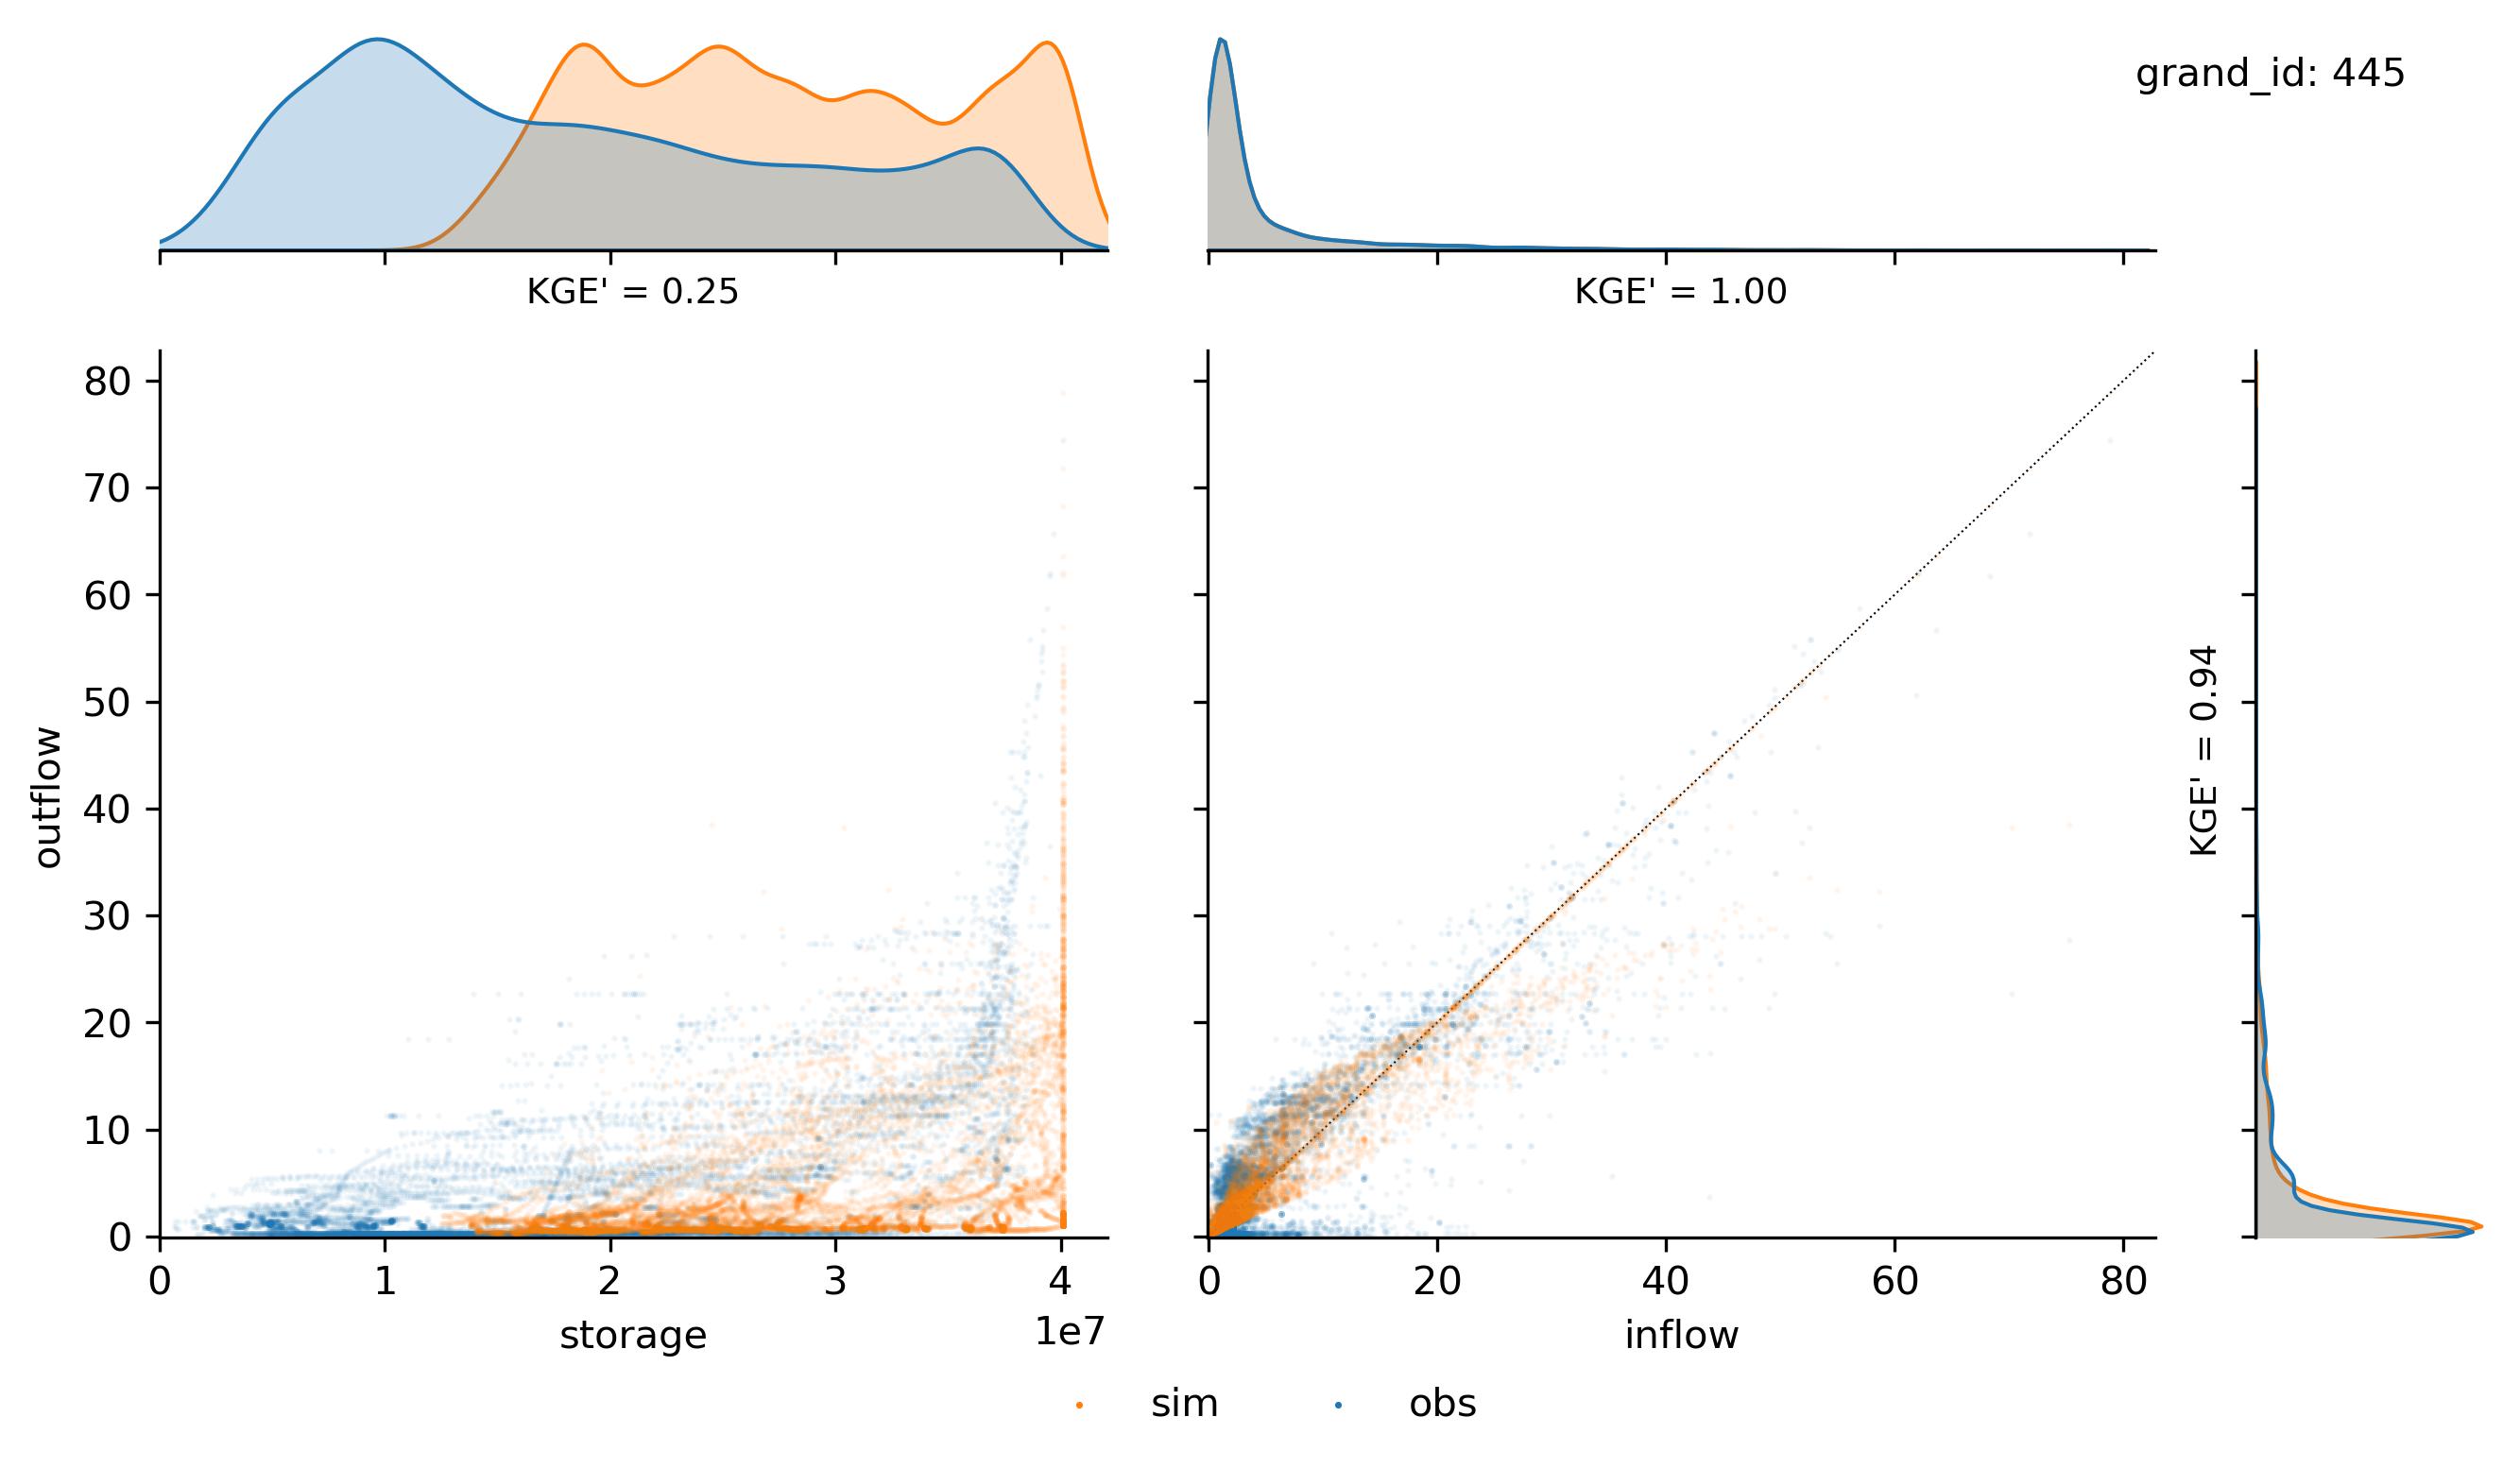 grand_id: 445
KGE' = 0.25
KGE' = 1.00
80
70
60
50
40
30
20
10
0
outflow
KGE' = 0.94
0 1 2 3 4
1e7
storage
0 20 40 60 80
inflow
sim obs